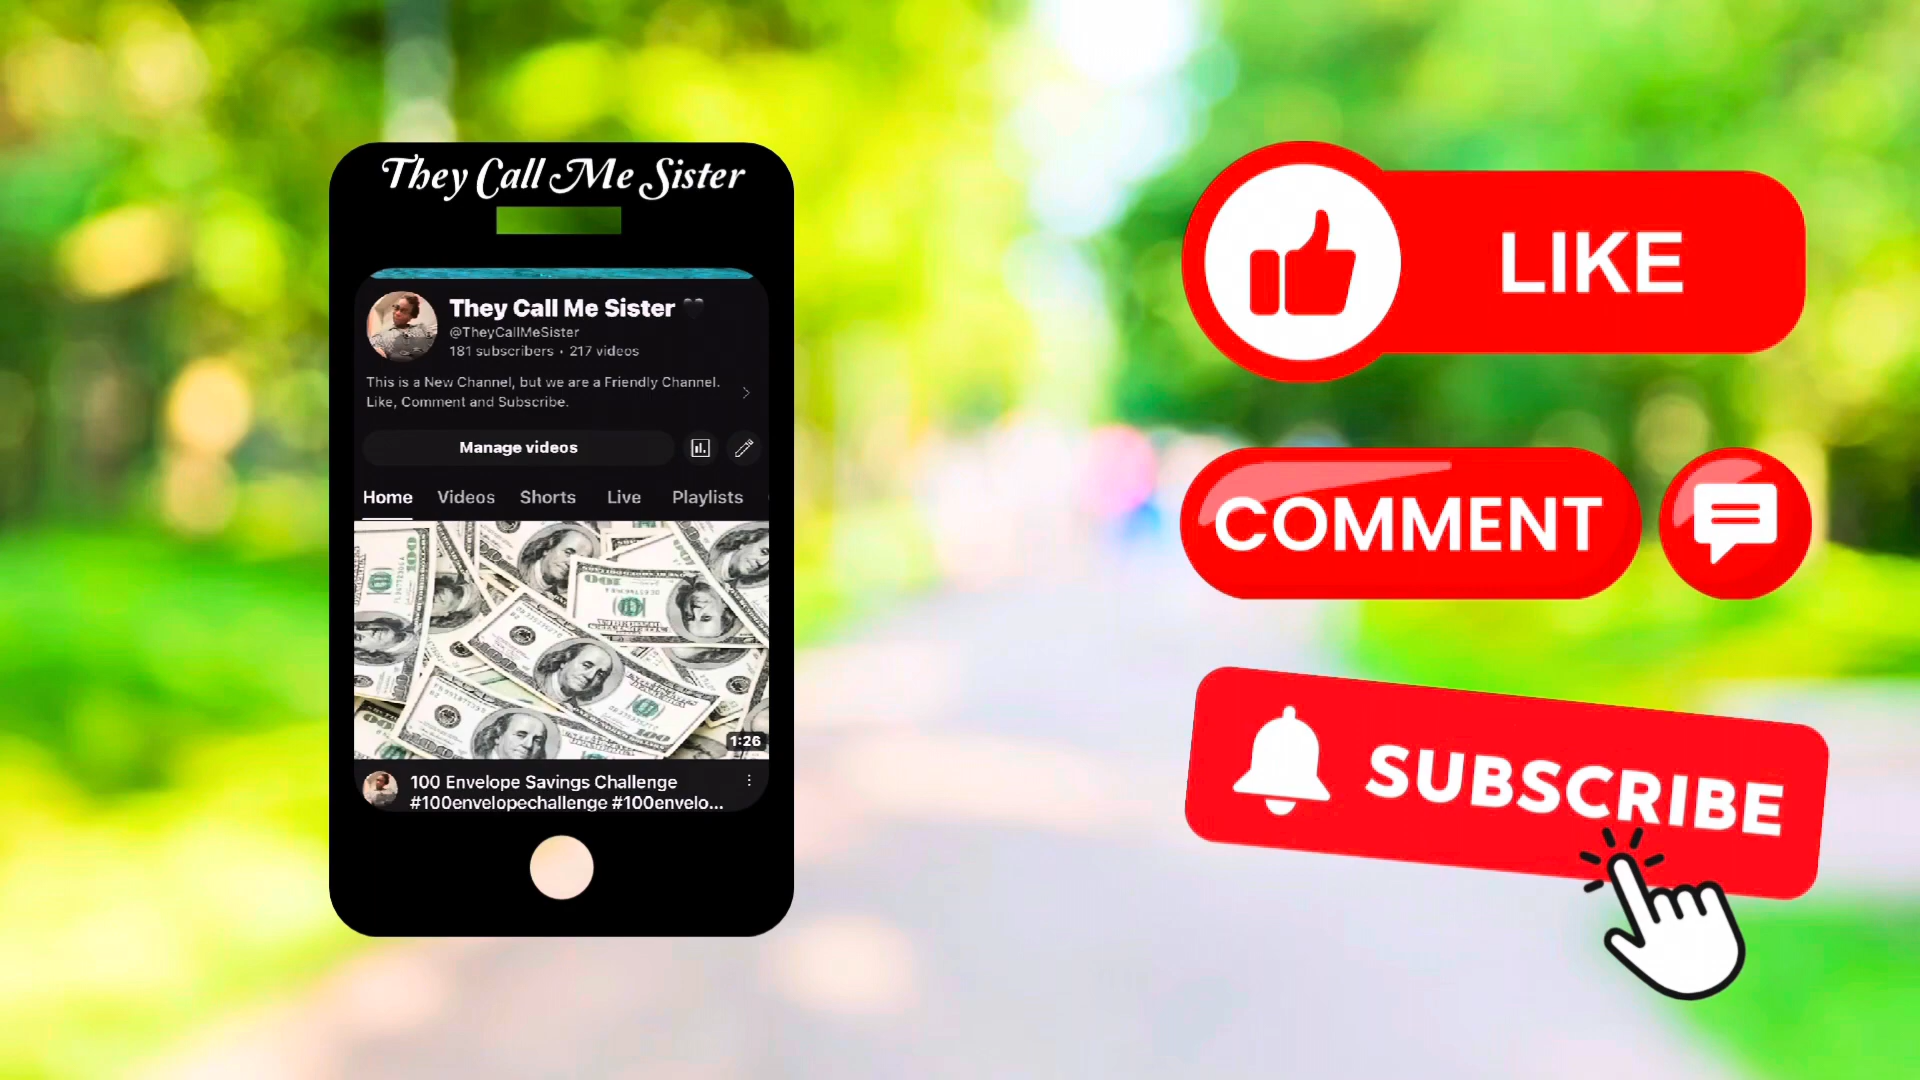 They Call Me Sister
They Call Me Sister 🖤
@TheyCallMeSister
181 subscribers • 217 videos
This is a New Channel, but we are a Friendly Channel.
Like, Comment and Subscribe.
Manage videos
Home Videos Shorts Live Playlists
1:26
100 Envelope Savings Challenge
#100envelopechallenge #100envelo...
LIKE
COMMENT
SUBSCRIBE